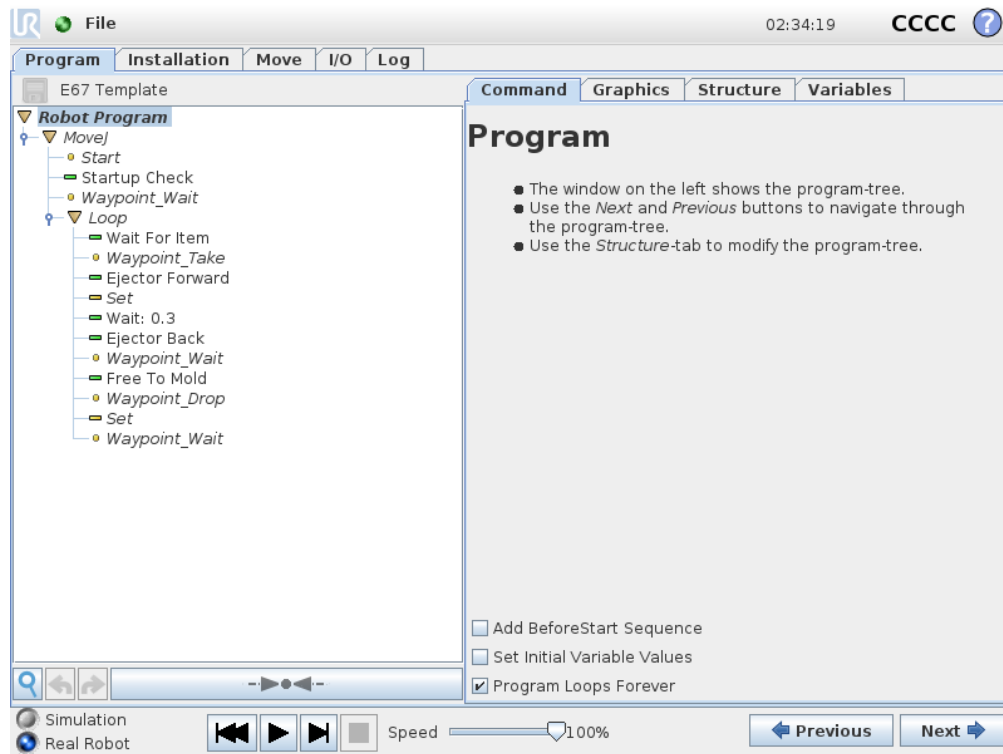 UR File 02:34:19 CCCC ?
Program Installation Move I/O Log
E67 Template
Command Graphics Structure Variables
Robot Program
MoveJ
Start
Startup Check
Waypoint_Wait
Loop
Wait For Item
Waypoint_Take
Ejector Forward
Set
Wait: 0.3
Ejector Back
Waypoint_Wait
Free To Mold
Waypoint_Drop
Set
Waypoint_Wait
Program
The window on the left shows the program-tree.
Use the Next and Previous buttons to navigate through
the program-tree.
Use the Structure-tab to modify the program-tree.
Add BeforeStart Sequence
Set Initial Variable Values
Program Loops Forever
Simulation
Real Robot
Speed 100%
Previous Next